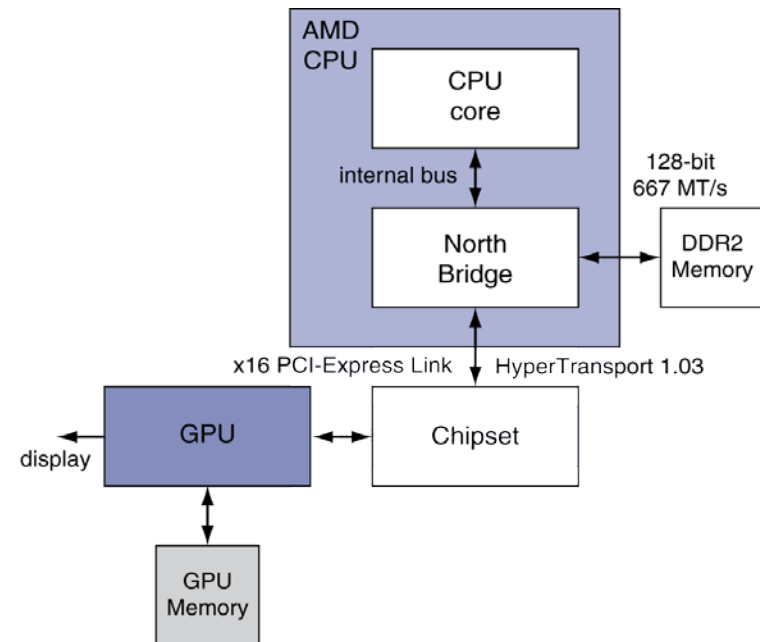 AMD
CPU
CPU
core
internal bus
128-bit
667 MT/s
North
Bridge
DDR2
Memory
x16 PCI-Express Link
HyperTransport 1.03
GPU
Chipset
display
GPU
Memory